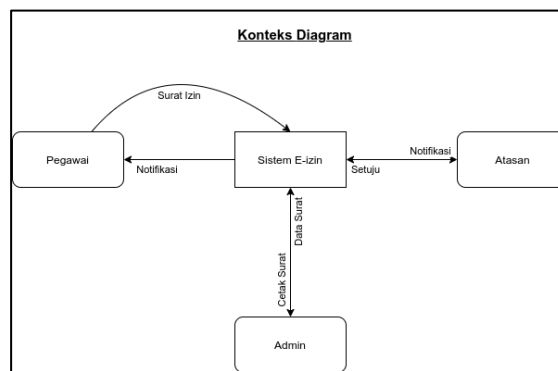 Konteks Diagram
Surat Izin
Pegawai
Notifikasi
Sistem E-izin
Notifikasi
Setuju
Atasan
Data Surat
Cetak Surat
Admin